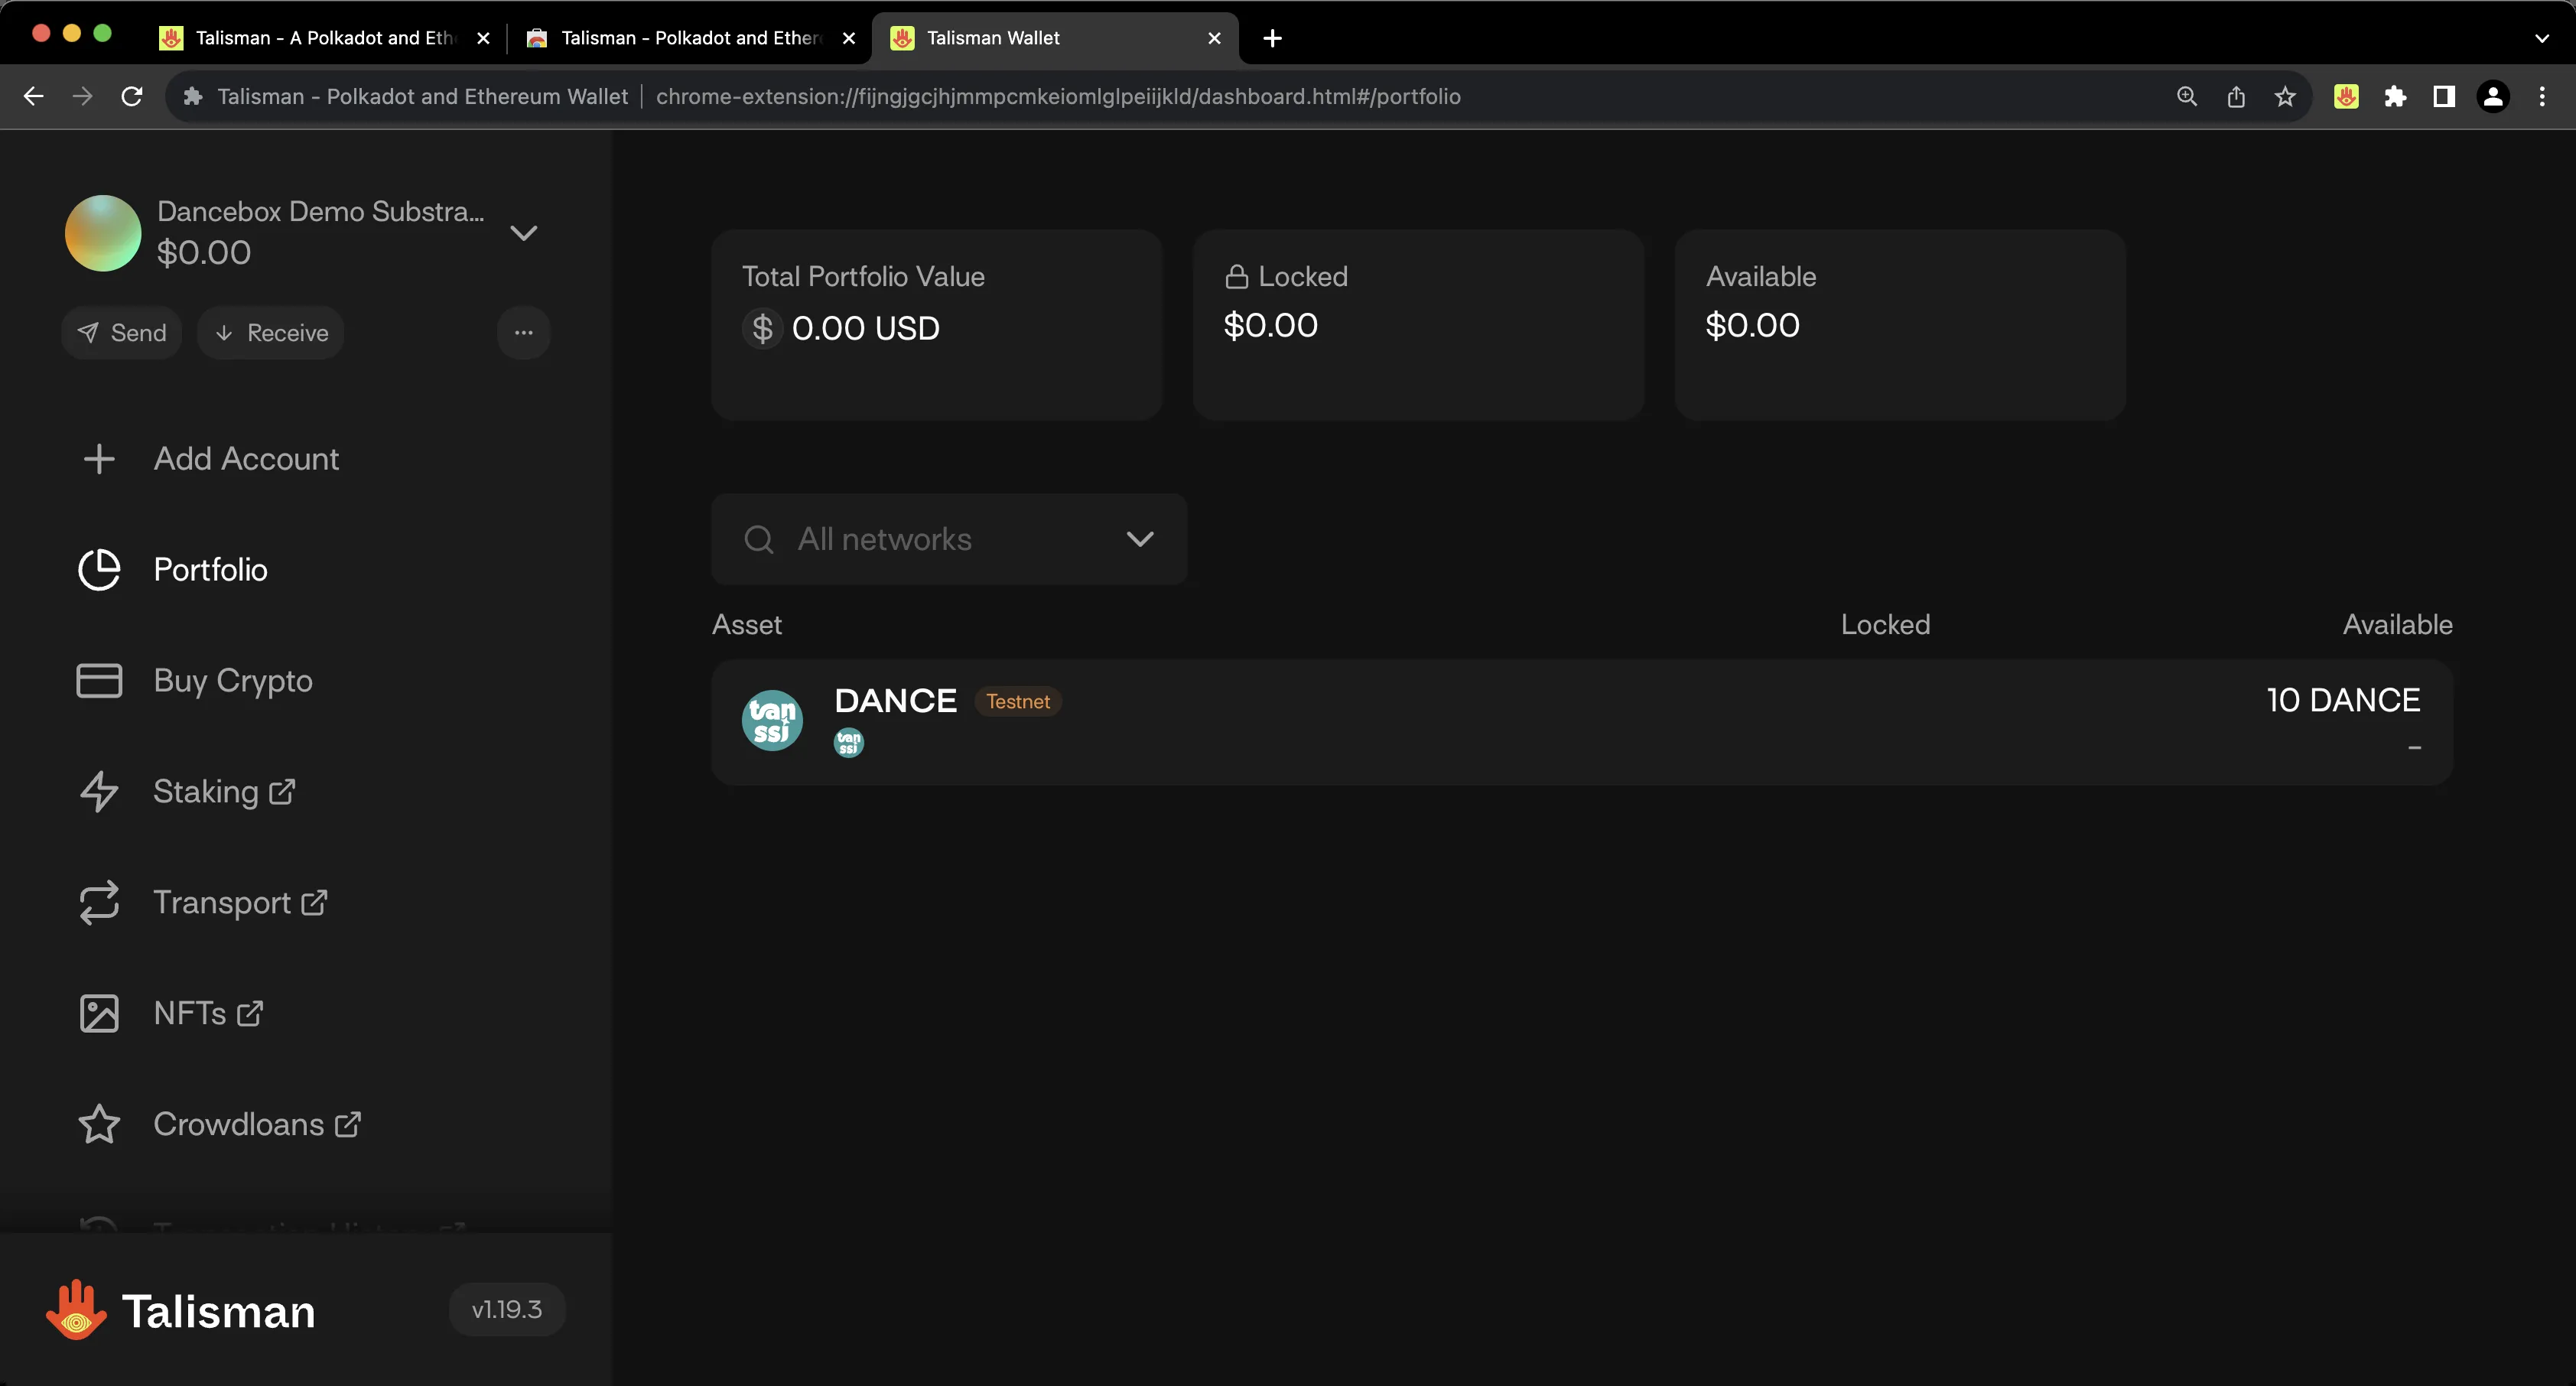 Talisman - A Polkadot and Eth
Talisman - Polkadot and Ether
Talisman Wallet
Talisman - Polkadot and Ethereum Wallet
chrome-extension://fijngjgcjhjmmpcmkeiomlglpeiijkld/dashboard.html#/portfolio
Dancebox Demo Substra...
$0.00
Send
Receive
Add Account
Portfolio
Buy Crypto
Staking
Transport
NFTs
Crowdloans
Talisman
v1.19.3
Total Portfolio Value
$ 0.00 USD
Locked
$0.00
Available
$0.00
All networks
Asset
Locked
Available
tanssi
DANCE
Testnet
tanssi
10 DANCE
–